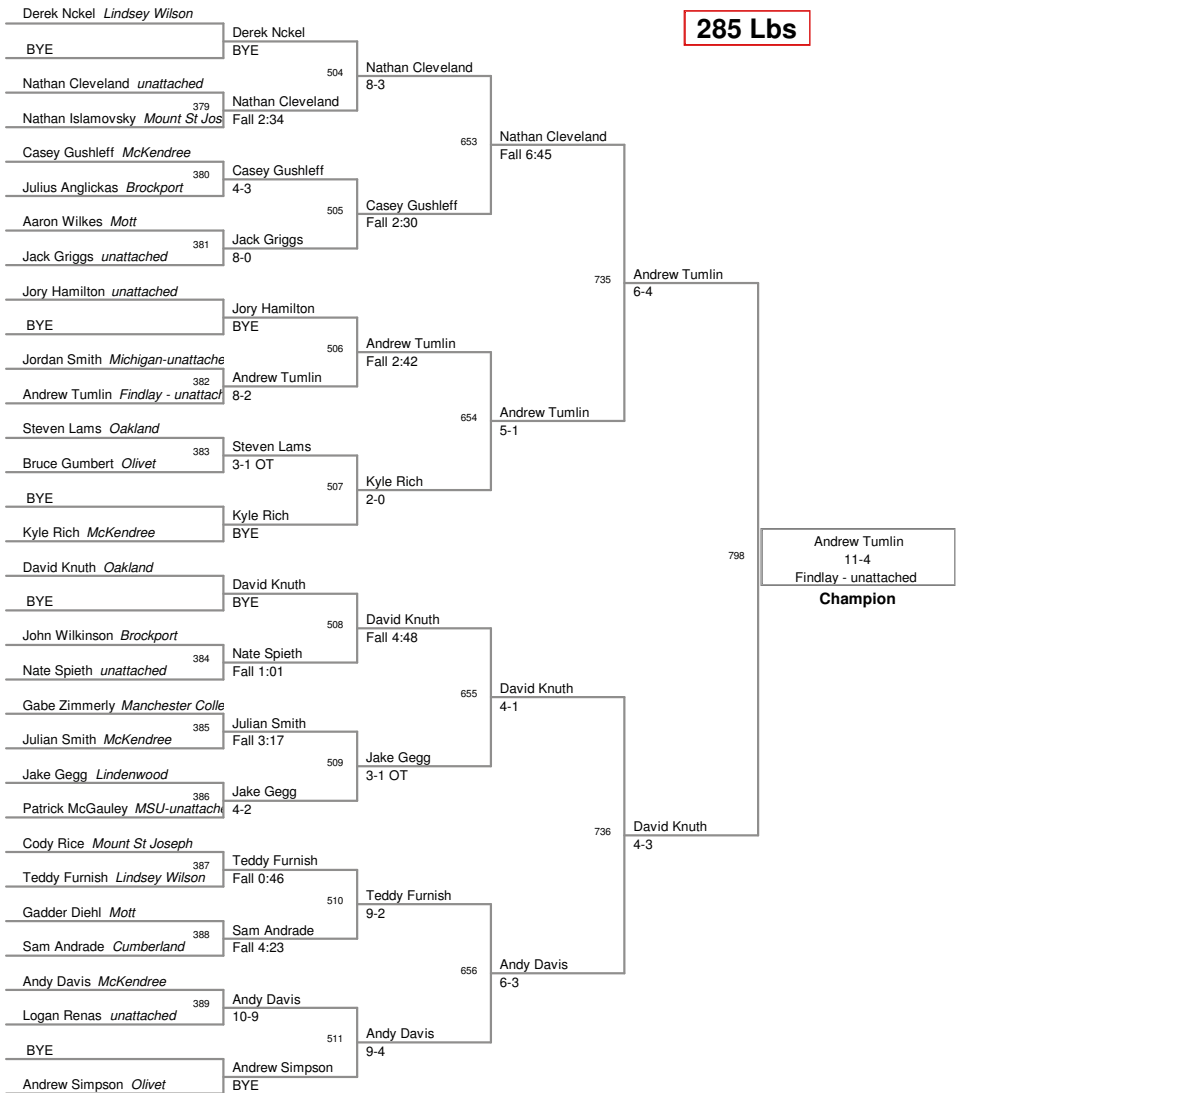 Derek Nckel Lindsey Wilson
285 Lbs
Derek Nckel
BYE
BYE
504
Nathan Cleveland
8-3
Nathan Cleveland unattached
379
Nathan Cleveland
Nathan Islamovsky Mount St Jos
Fall 2:34
653
Nathan Cleveland
Fall 6:45
Casey Gushleff McKendree
380
Casey Gushleff
Julius Anglickas Brockport
4-3
505
Casey Gushleff
Fall 2:30
Aaron Wilkes Mott
381
Jack Griggs
Jack Griggs unattached
8-0
735
Andrew Tumlin
6-4
Jory Hamilton unattached
Jory Hamilton
BYE
BYE
506
Andrew Tumlin
Fall 2:42
Jordan Smith Michigan-unattache
382
Andrew Tumlin
Andrew Tumlin Findlay - unattach
8-2
654
Andrew Tumlin
5-1
Steven Lams Oakland
383
Steven Lams
Bruce Gumbert Olivet
3-1 OT
507
Kyle Rich
2-0
BYE
Kyle Rich
Kyle Rich McKendree
BYE
798
Andrew Tumlin
11-4
Findlay - unattached
Champion
David Knuth Oakland
David Knuth
BYE
BYE
508
David Knuth
Fall 4:48
John Wilkinson Brockport
384
Nate Spieth
Nate Spieth unattached
Fall 1:01
655
David Knuth
4-1
Gabe Zimmerly Manchester Colle
385
Julian Smith
Julian Smith McKendree
Fall 3:17
509
Jake Gegg
3-1 OT
Jake Gegg Lindenwood
386
Jake Gegg
Patrick McGauley MSU-unattache
4-2
736
David Knuth
4-3
Cody Rice Mount St Joseph
387
Teddy Furnish
Teddy Furnish Lindsey Wilson
Fall 0:46
510
Teddy Furnish
9-2
Gadder Diehl Mott
388
Sam Andrade
Sam Andrade Cumberland
Fall 4:23
656
Andy Davis
6-3
Andy Davis McKendree
389
Andy Davis
Logan Renas unattached
10-9
511
Andy Davis
9-4
BYE
Andrew Simpson
Andrew Simpson Olivet
BYE